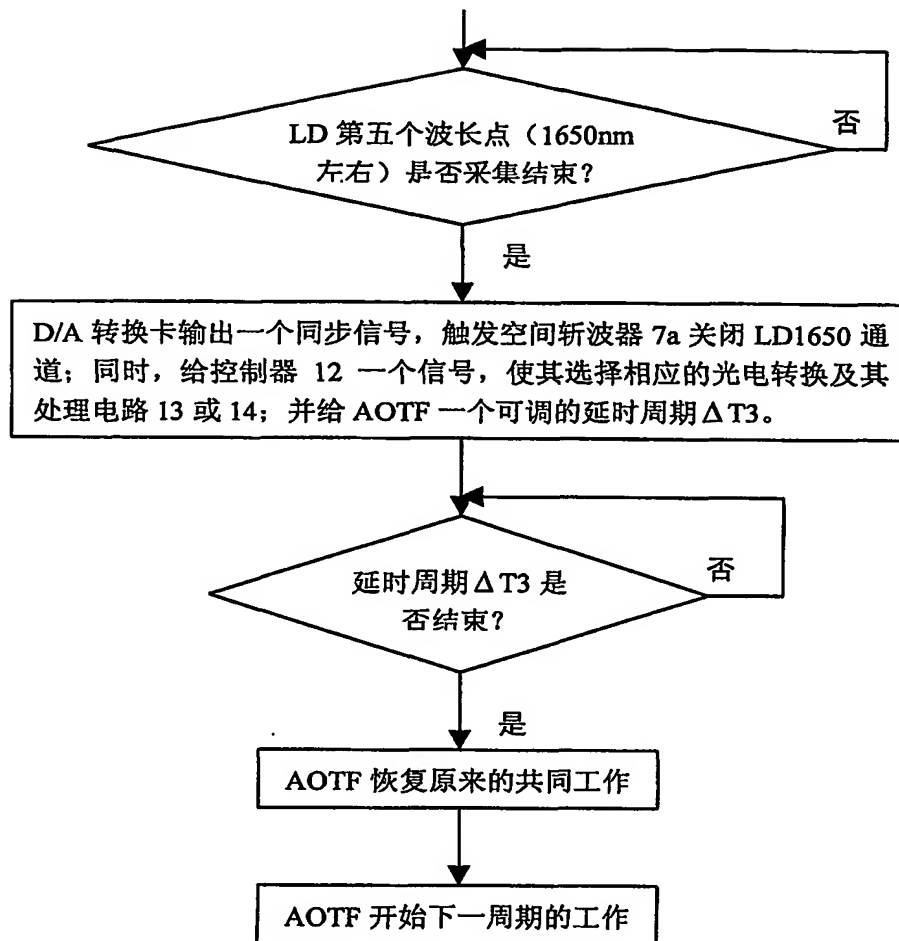 否
LD 第五个波长点（1650nm
左右）是否采集结束？
是
D/A 转换卡输出一个同步信号，触发空间斩波器 7a 关闭 LD1650 通
道；同时，给控制器 12 一个信号，使其选择相应的光电转换及其
处理电路 13 或 14；并给 AOTF 一个可调的延时周期ΔT3。
否
延时周期ΔT3 是
否结束？
是
AOTF 恢复原来的共同工作
AOTF 开始下一周期的工作